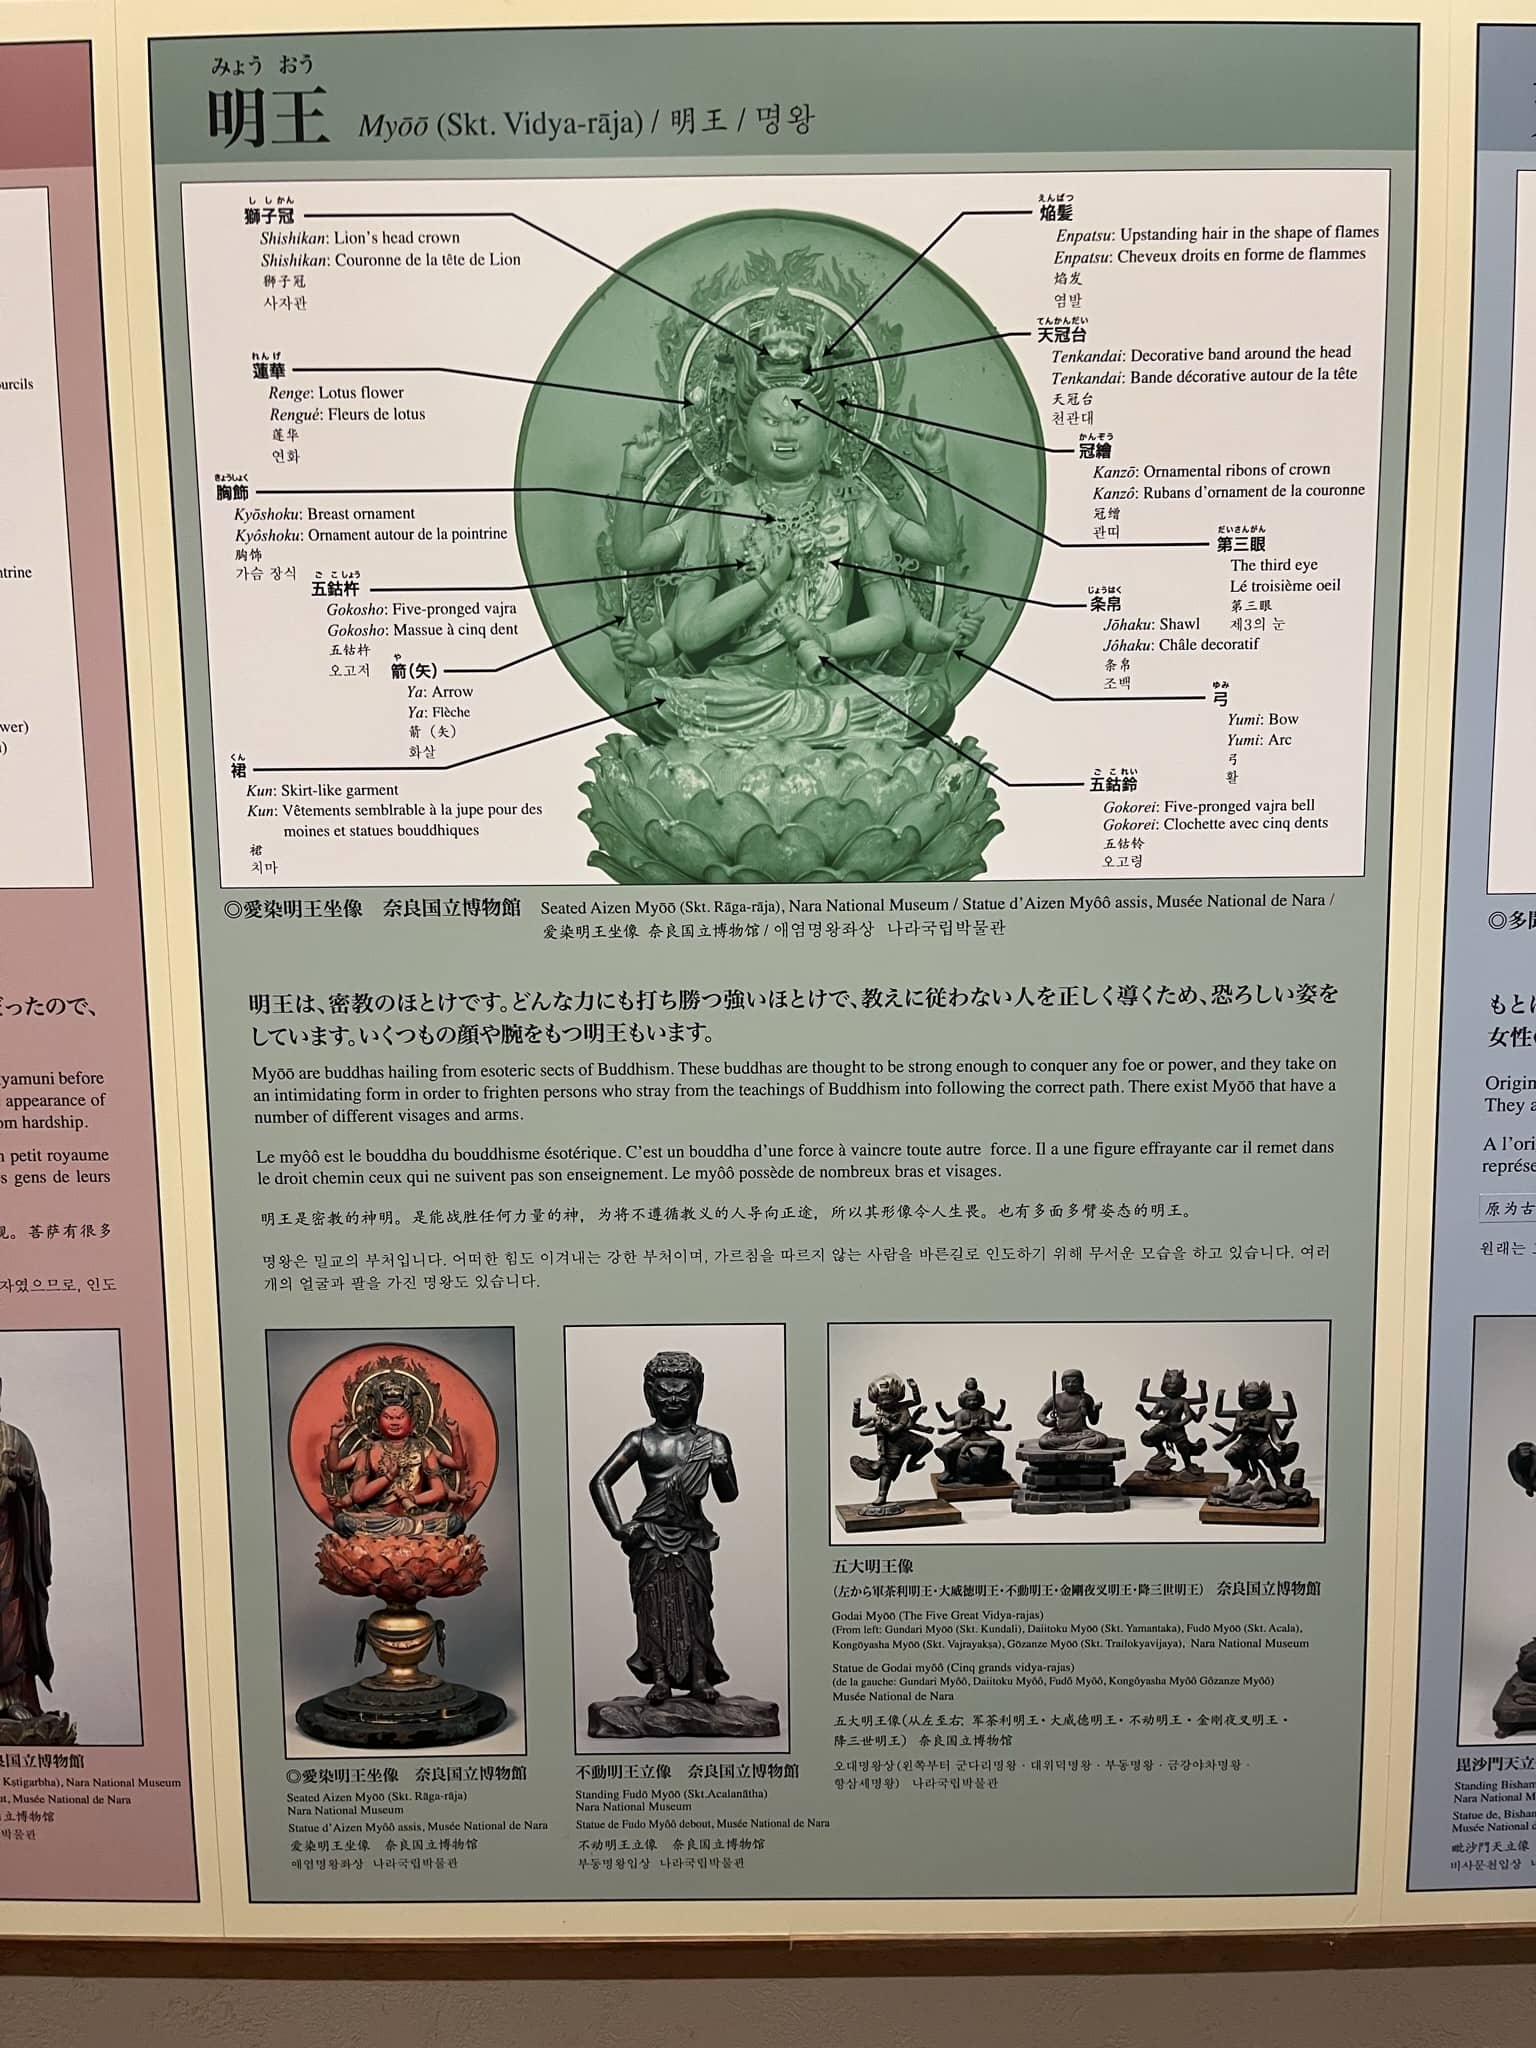 みょう おう
明王 Myōō (Skt. Vidya-rāja) / 明王 / 명왕
ししかん
獅子冠
Shishikan: Lion's head crown
Shishikan: Couronne de la tête de Lion
狮子冠
사자관
れんげ
蓮華
Renge: Lotus flower
Rengué: Fleurs de lotus
莲华
연화
きょうしょく
胸飾
Kyōshoku: Breast ornament
Kyôshoku: Ornament autour de la pointrine
胸饰
가슴 장식
ごこしょう
五鈷杵
Gokosho: Five-pronged vajra
Gokosho: Massue à cinq dent
五钴杵
오고저
や
箭(矢)
Ya: Arrow
Ya: Flèche
箭（矢）
화살
くん
裙
Kun: Skirt-like garment
Kun: Vêtements semblrable à la jupe pour des
moines et statues bouddhiques
裙
치마
えんぱつ
焔髪
Enpatsu: Upstanding hair in the shape of flames
Enpatsu: Cheveux droits en forme de flammes
焰发
염발
てんかんだい
天冠台
Tenkandai: Decorative band around the head
Tenkandai: Bande décorative autour de la tête
天冠台
천관대
かんぞう
冠繒
Kanzō: Ornamental ribons of crown
Kanzô: Rubans d'ornament de la couronne
冠缯
관띠
だいさんがん
第三眼
The third eye
Lé troisième oeil
第三眼
제3의 눈
じょうはく
条帛
Jōhaku: Shawl
Jôhaku: Châle decoratif
条帛
조백
ゆみ
弓
Yumi: Bow
Yumi: Arc
弓
활
ごこれい
五鈷鈴
Gokorei: Five-pronged vajra bell
Gokorei: Clochette avec cinq dents
五钴铃
오고령
◎愛染明王坐像 奈良国立博物館 Seated Aizen Myōō (Skt. Rāga-rāja), Nara National Museum / Statue d'Aizen Myôô assis, Musée National de Nara /
爱染明王坐像 奈良国立博物馆 / 애염명왕좌상 나라국립박물관
明王は、密教のほとけです。どんな力にも打ち勝つ強いほとけで、教えに従わない人を正しく導くため、恐ろしい姿を
しています。いくつもの顔や腕をもつ明王もいます。
Myōō are buddhas hailing from esoteric sects of Buddhism. These buddhas are thought to be strong enough to conquer any foe or power, and they take on
an intimidating form in order to frighten persons who stray from the teachings of Buddhism into following the correct path. There exist Myōō that have a
number of different visages and arms.
Le myôô est le bouddha du bouddhisme ésotérique. C'est un bouddha d'une force à vaincre toute autre force. Il a une figure effrayante car il remet dans
le droit chemin ceux qui ne suivent pas son enseignement. Le myôô possède de nombreux bras et visages.
明王是密教的神明。是能战胜任何力量的神，为将不遵循教义的人导向正途，所以其形像令人生畏。也有多面多臂姿态的明王。
명왕은 밀교의 부처입니다. 어떠한 힘도 이겨내는 강한 부처이며, 가르침을 따르지 않는 사람을 바른길로 인도하기 위해 무서운 모습을 하고 있습니다. 여러
개의 얼굴과 팔을 가진 명왕도 있습니다.
◎愛染明王坐像 奈良国立博物館
Seated Aizen Myōō (Skt. Rāga-rāja)
Nara National Museum
Statue d'Aizen Myôô assis, Musée National de Nara
爱染明王坐像 奈良国立博物馆
애염명왕좌상 나라국립박물관
不動明王立像 奈良国立博物館
Standing Fudō Myōō (Skt.Acalanātha)
Nara National Museum
Statue de Fudo Myôô debout, Musée National de Nara
不动明王立像 奈良国立博物馆
부동명왕입상 나라국립박물관
五大明王像
(左から軍荼利明王・大威徳明王・不動明王・金剛夜叉明王・降三世明王) 奈良国立博物館
Godai Myōō (The Five Great Vidya-rajas)
(From left: Gundari Myōō (Skt. Kundali), Daiitoku Myōō (Skt. Yamantaka), Fudō Myōō (Skt. Acala),
Kongōyasha Myōō (Skt. Vajrayakṣa), Gōzanze Myōō (Skt. Trailokyavijaya), Nara National Museum
Statue de Godai myôô (Cinq grands vidya-rajas)
(de la gauche: Gundari Myôô, Daiitoku Myôô, Fudô Myôô, Kongôyasha Myôô Gôzanze Myôô)
Musée National de Nara
五大明王像(从左至右: 军荼利明王・大威德明王・不动明王・金刚夜叉明王・
降三世明王) 奈良国立博物馆
오대명왕상(왼쪽부터 군다리명왕・대위덕명왕・부동명왕・금강야차명왕・
항삼세명왕) 나라국립박물관
ourcils
ntrine
wer)
だったので、
kyamuni before
appearance of
om hardship.
n petit royaume
s gens de leurs
观。菩萨有很多
자였으므로, 인도
良国立博物館
Kṣtigarbha), Nara National Museum
ut, Musée National de Nara
立博物馆
박물관
◎多聞
もとは
女性の
Origin
They a
A l'ori
représe
原为古
원래는
毘沙門天立
Standing Bisham
Nara National M
Statue de, Bisham
Musée National d
毗沙門天立像
비사문천입상